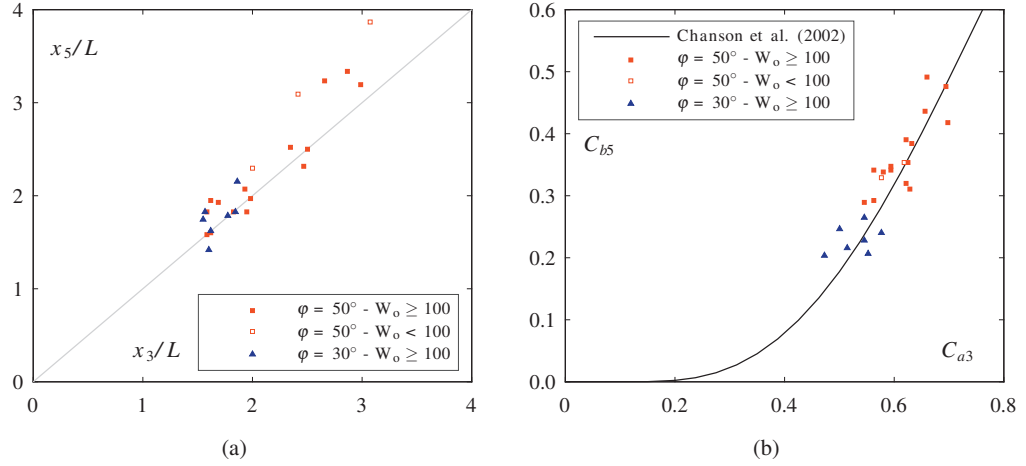 4
3
2
1
0
0
1
2
3
4
x₅/L
x₃/L
φ = 50° - Wₒ ≥ 100
φ = 50° - Wₒ < 100
φ = 30° - Wₒ ≥ 100
(a)
0.6
0.5
0.4
0.3
0.2
0.1
0.0
0
0.2
0.4
0.6
0.8
Chanson et al. (2002)
φ = 50° - Wₒ ≥ 100
φ = 50° - Wₒ < 100
φ = 30° - Wₒ ≥ 100
C_b5
C_a3
(b)